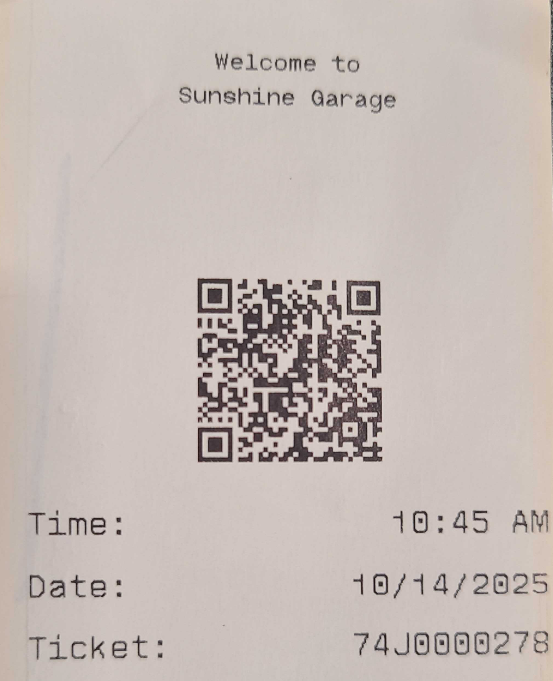 Welcome to
Sunshine Garage
Time: 10:45 AM
Date: 10/14/2025
Ticket: 74J0000278